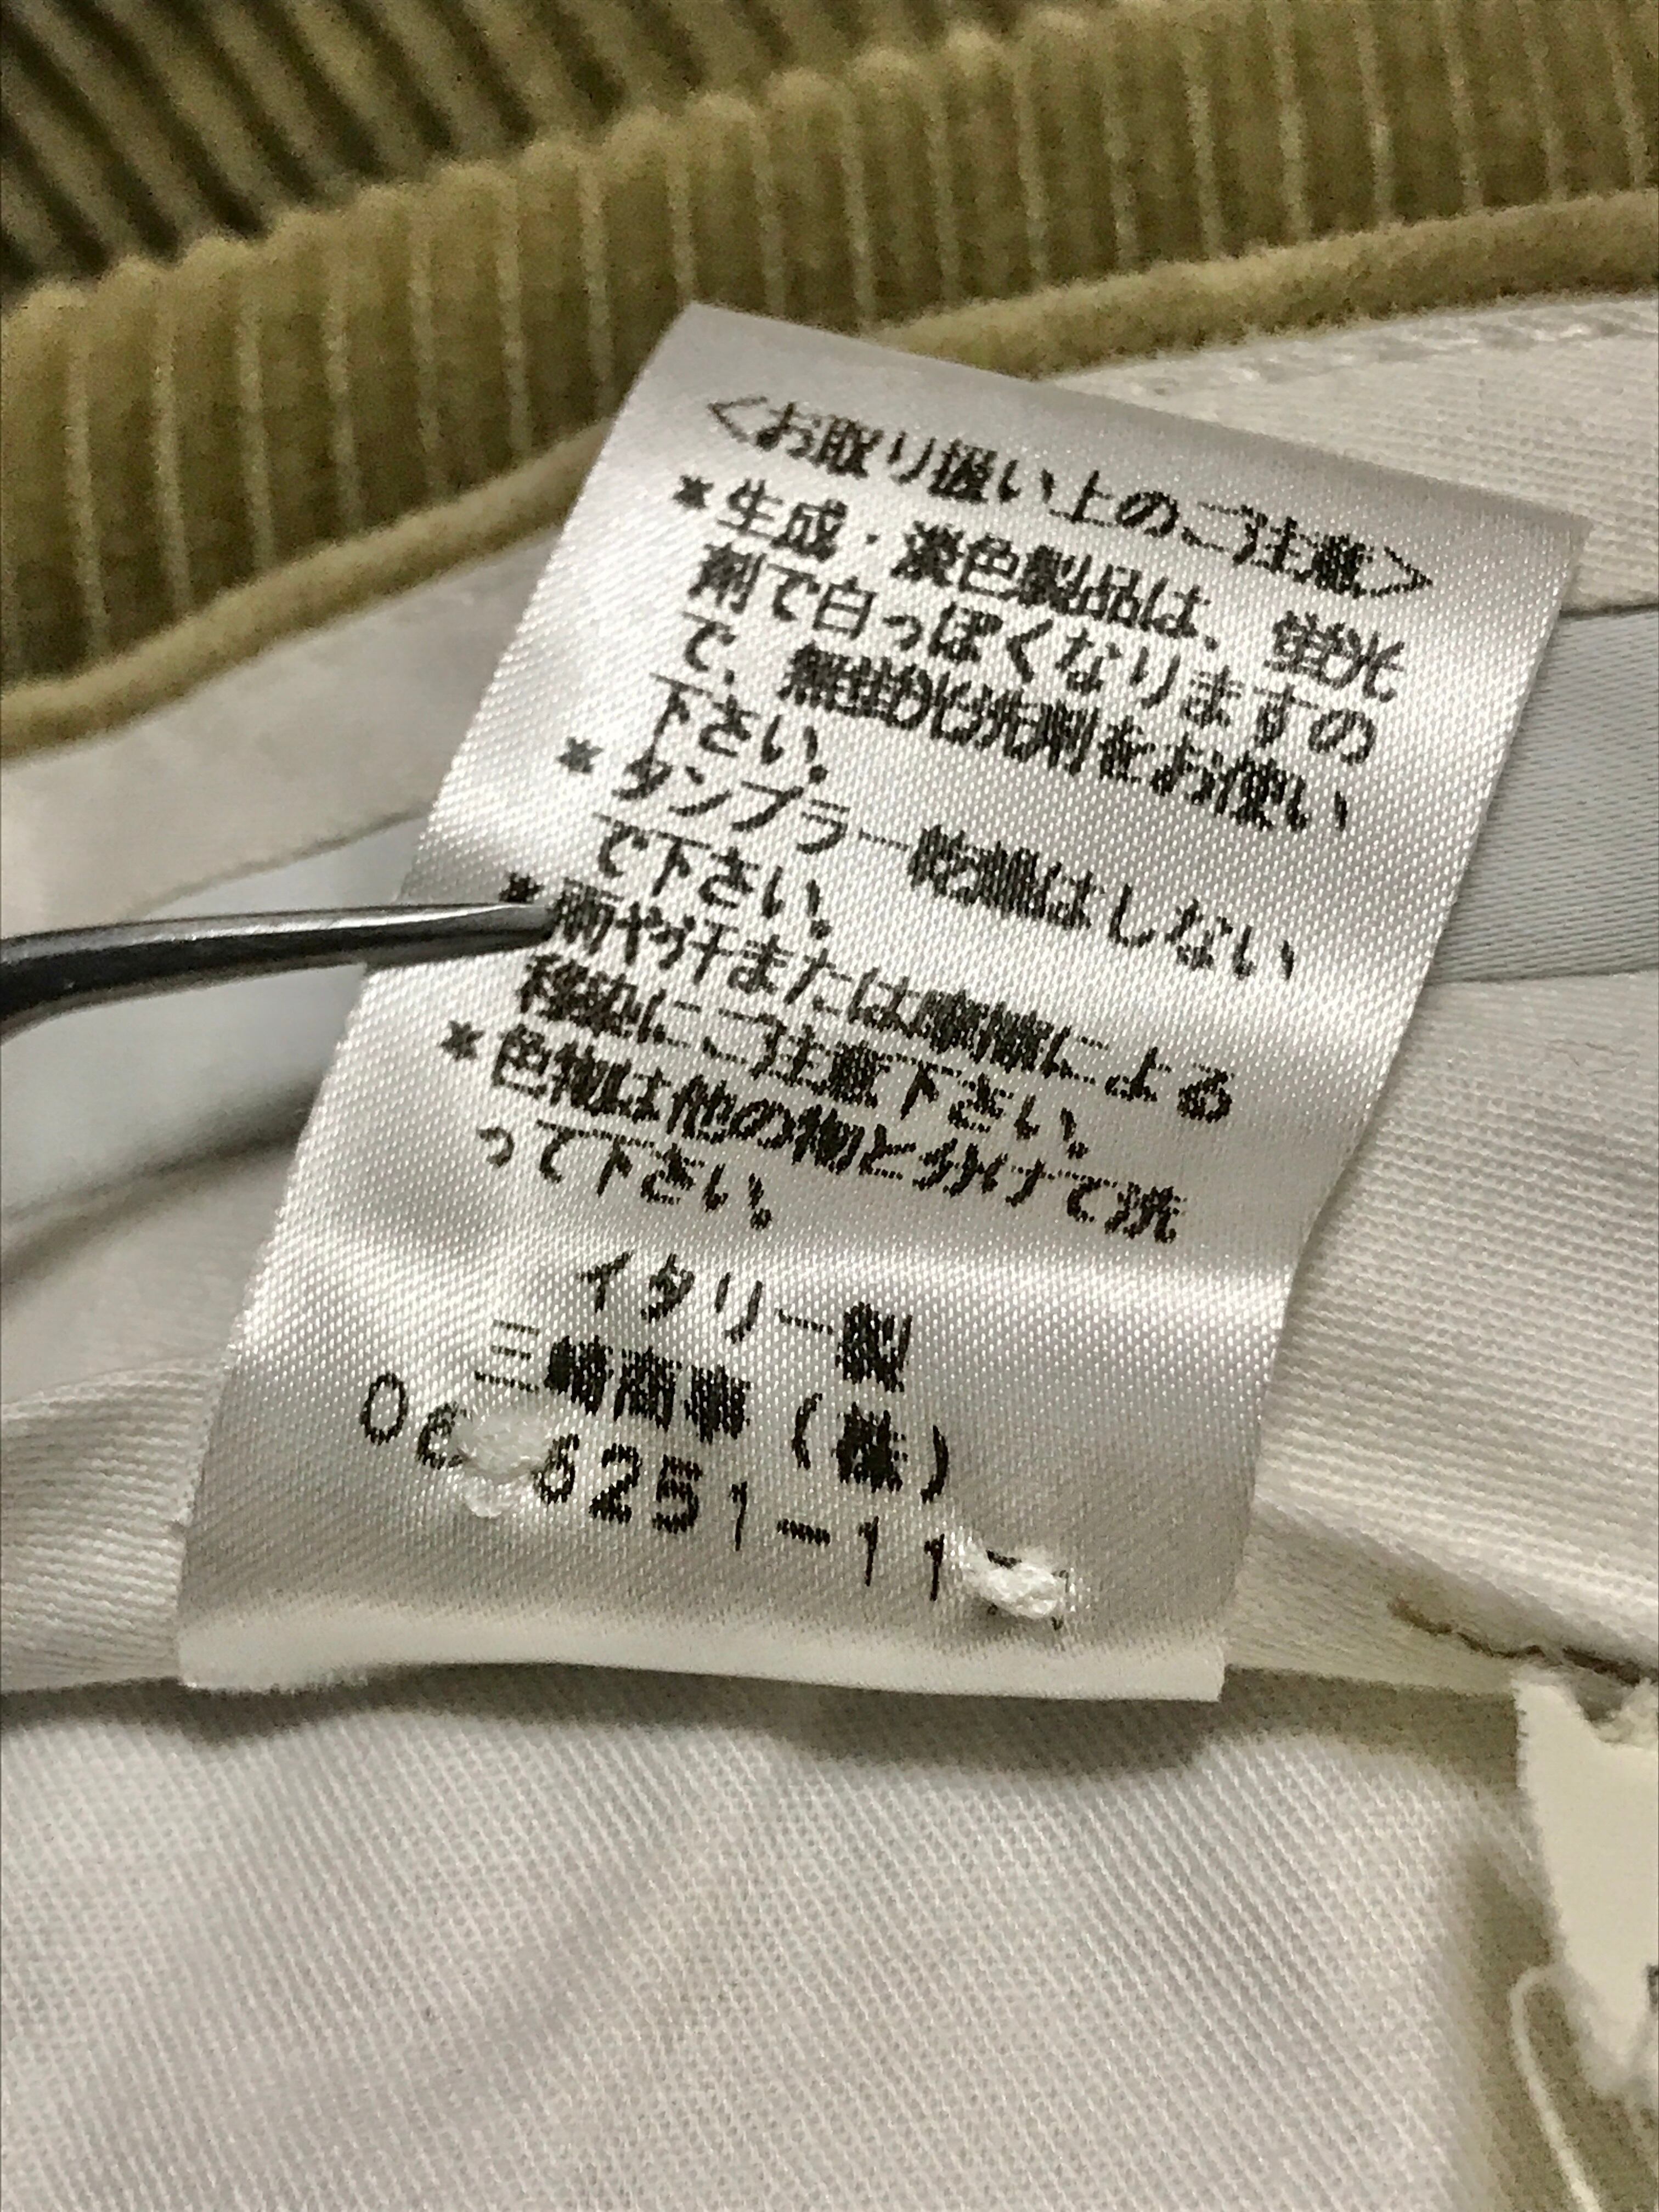 <お取り扱い上のご注意>
*生成・淡色製品は、蛍光
剤で白っぽくなりますの
で、無蛍光洗剤をお使い
下さい。
*タンブラー乾燥はしない
で下さい。
*雨や汗または摩擦による
移染にご注意下さい。
*色物は他の物と分けて洗
って下さい。
イタリー製
三崎商事(株)
06 6251-11